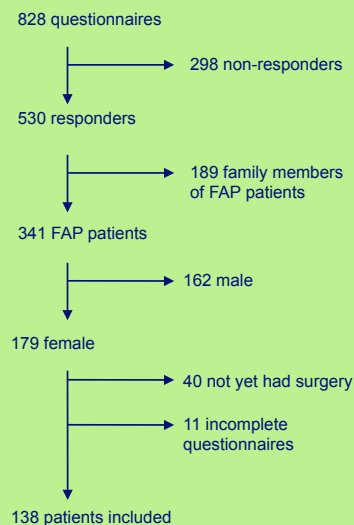 828 questionnaires
298 non-responders
530 responders
189 family members
of FAP patients
341 FAP patients
162 male
179 female
40 not yet had surgery
11 incomplete
questionnaires
138 patients included